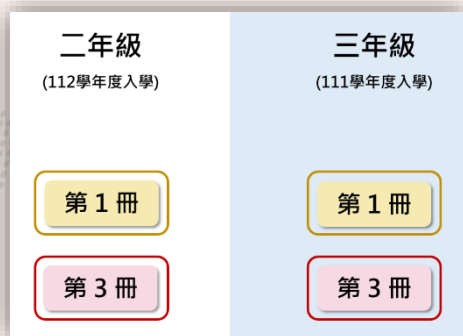 二年級
(112學年度入學)
第 1 冊
第 3 冊
三年級
(111學年度入學)
第 1 冊
第 3 冊